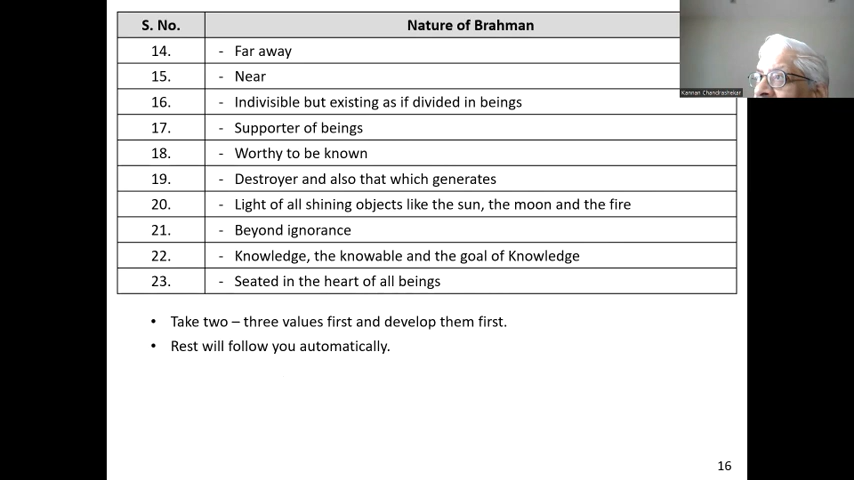 S. No. Nature of Brahman
14. - Far away
15. - Near
16. - Indivisible but existing as if divided in beings
17. - Supporter of beings
18. - Worthy to be known
19. - Destroyer and also that which generates
20. - Light of all shining objects like the sun, the moon and the fire
21. - Beyond ignorance
22. - Knowledge, the knowable and the goal of Knowledge
23. - Seated in the heart of all beings
• Take two – three values first and develop them first.
• Rest will follow you automatically.
16
Kannan Chandrashekar